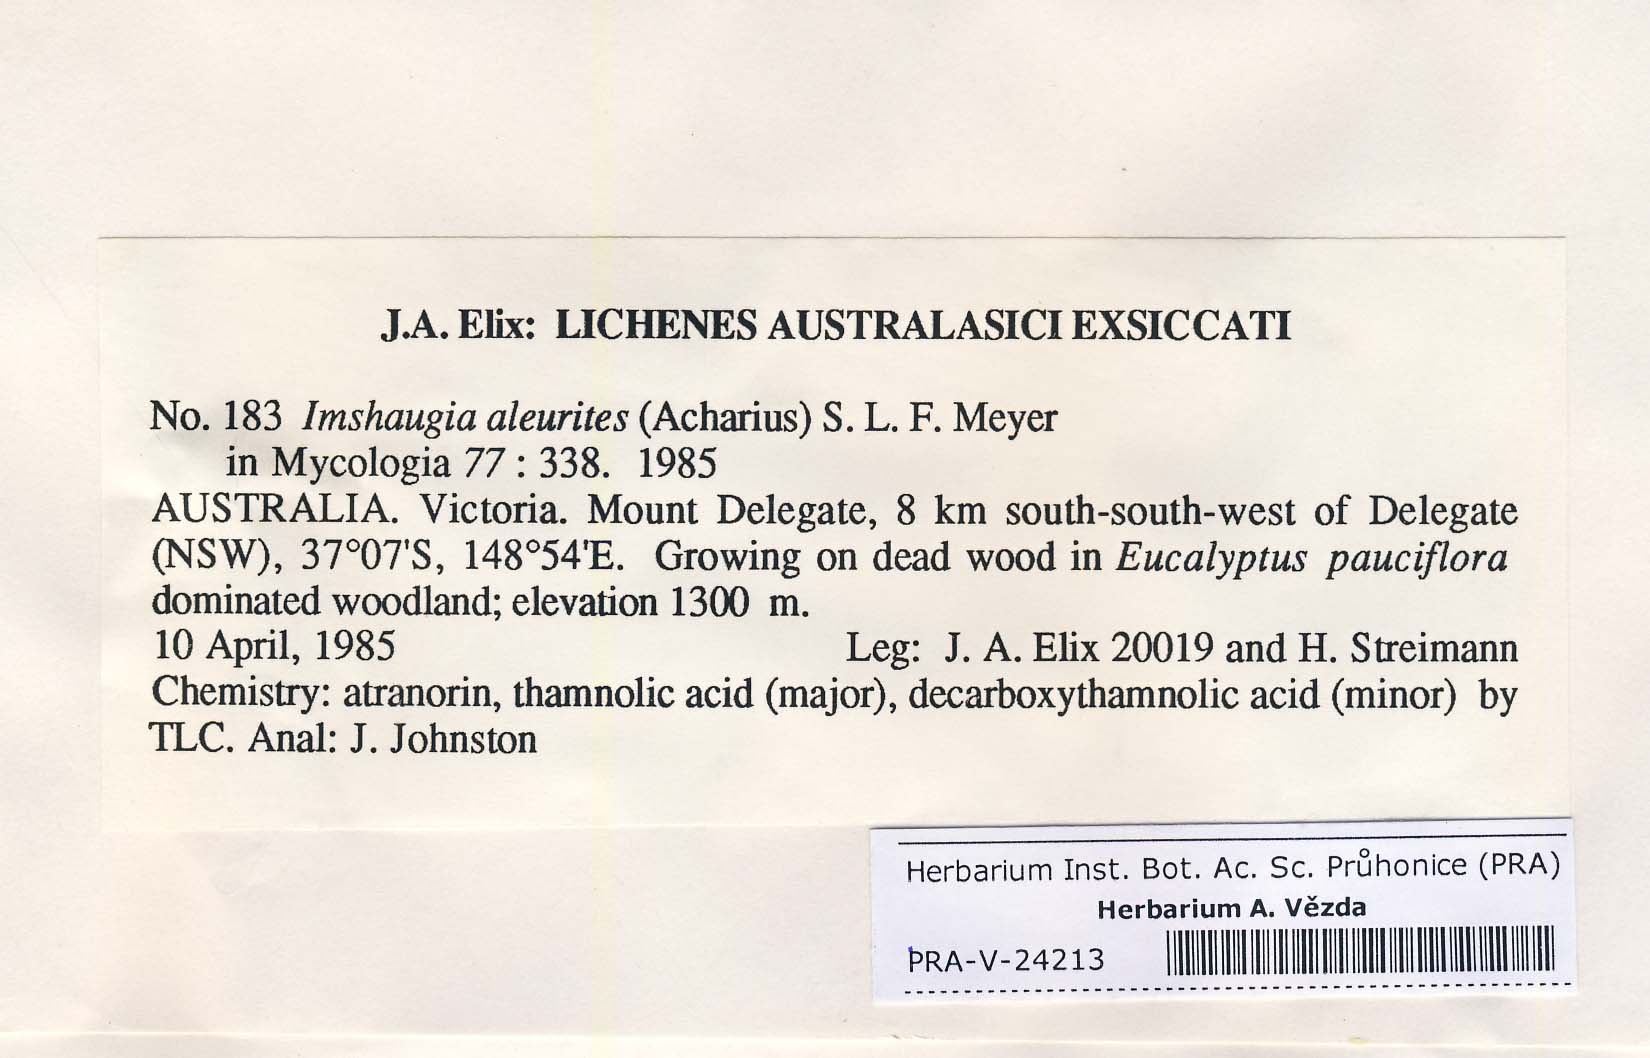 J.A. Elix: LICHENES AUSTRALASICI EXSICCATI
No. 183 Imshaugia aleurites (Acharius) S. L. F. Meyer
in Mycologia 77 : 338. 1985
AUSTRALIA. Victoria. Mount Delegate, 8 km south-south-west of Delegate
(NSW), 37°07'S, 148°54'E. Growing on dead wood in Eucalyptus pauciflora
dominated woodland; elevation 1300 m.
10 April, 1985 Leg: J. A. Elix 20019 and H. Streimann
Chemistry: atranorin, thamnolic acid (major), decarboxythamnolic acid (minor) by
TLC. Anal: J. Johnston
Herbarium Inst. Bot. Ac. Sc. Průhonice (PRA)
Herbarium A. Vězda
PRA-V-24213